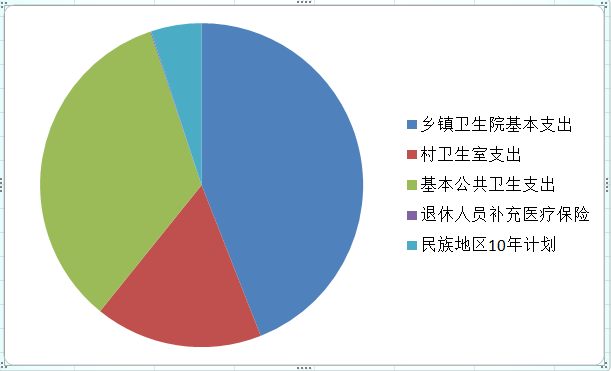 乡镇卫生院基本支出
村卫生室支出
基本公共卫生支出
退休人员补充医疗保险
民族地区10年计划